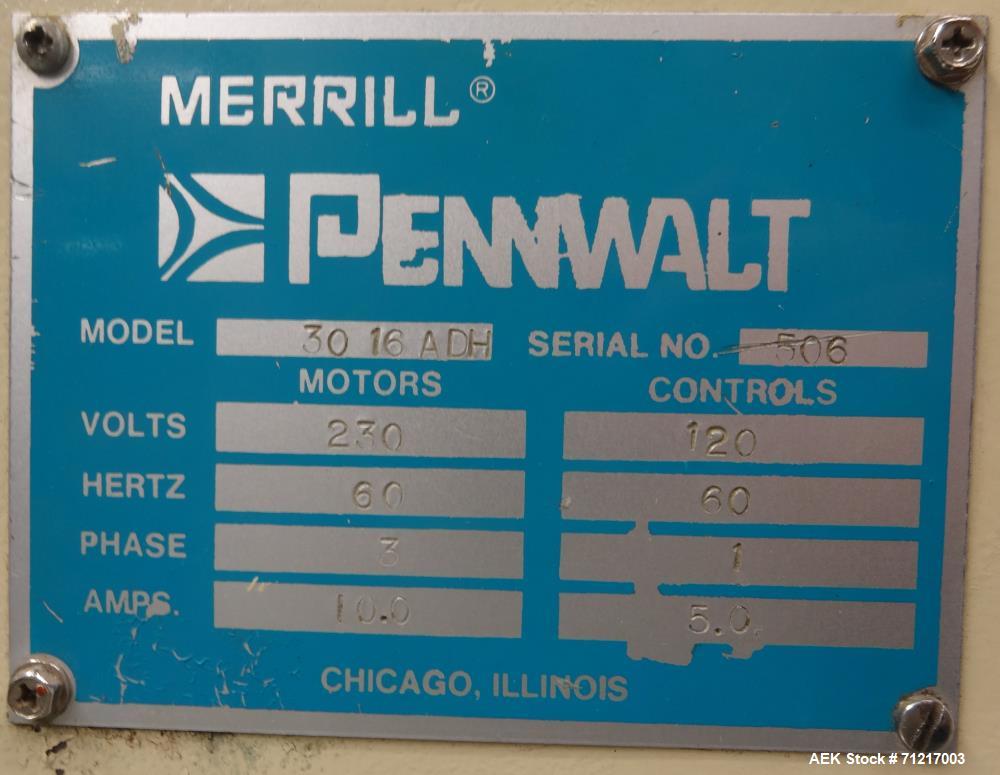 MERRILL®
PENNWALT
MODEL 30 16 ADH SERIAL NO. 506
MOTORS CONTROLS
VOLTS 230 120
HERTZ 60 60
PHASE 3 1
AMPS. 10.0 5.0
CHICAGO, ILLINOIS
AEK Stock # 71217003